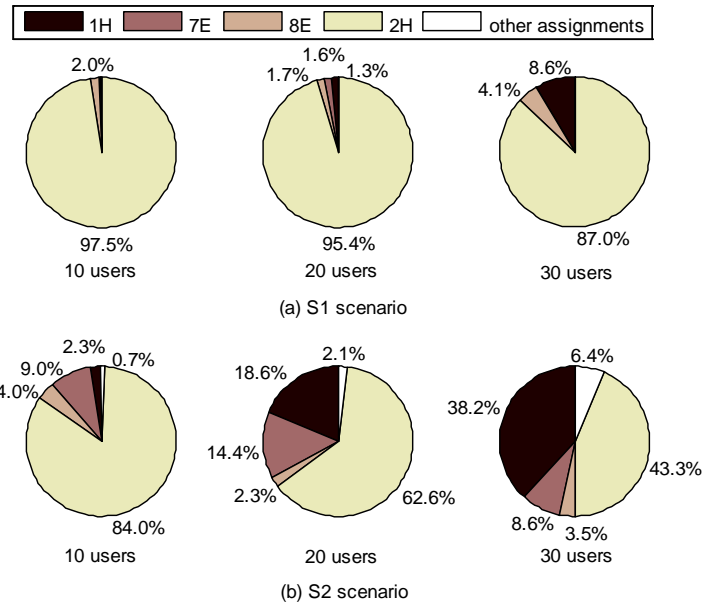 1H 7E 8E 2H other assignments
2.0%
97.5%
10 users
1.6%
1.7% 1.3%
95.4%
20 users
8.6%
4.1%
87.0%
30 users
(a) S1 scenario
2.3% 0.7%
9.0%
4.0%
84.0%
10 users
2.1%
18.6%
14.4%
2.3%
62.6%
20 users
6.4%
38.2%
43.3%
8.6%
3.5%
30 users
(b) S2 scenario